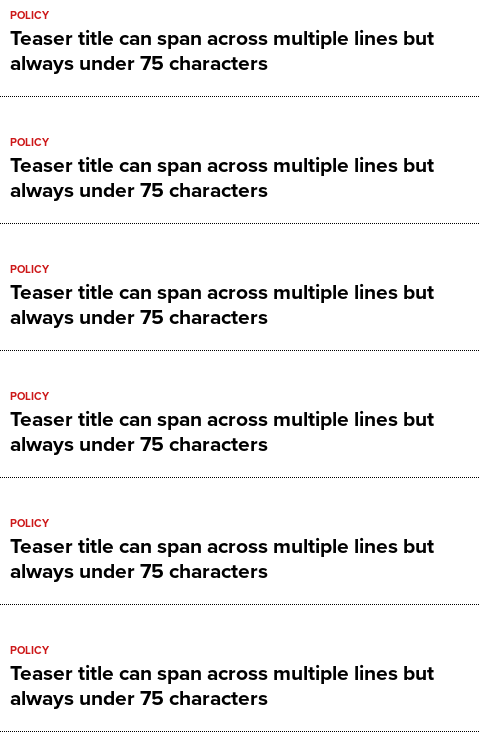 POLICY
Teaser title can span across multiple lines but
always under 75 characters
POLICY
Teaser title can span across multiple lines but
always under 75 characters
POLICY
Teaser title can span across multiple lines but
always under 75 characters
POLICY
Teaser title can span across multiple lines but
always under 75 characters
POLICY
Teaser title can span across multiple lines but
always under 75 characters
POLICY
Teaser title can span across multiple lines but
always under 75 characters